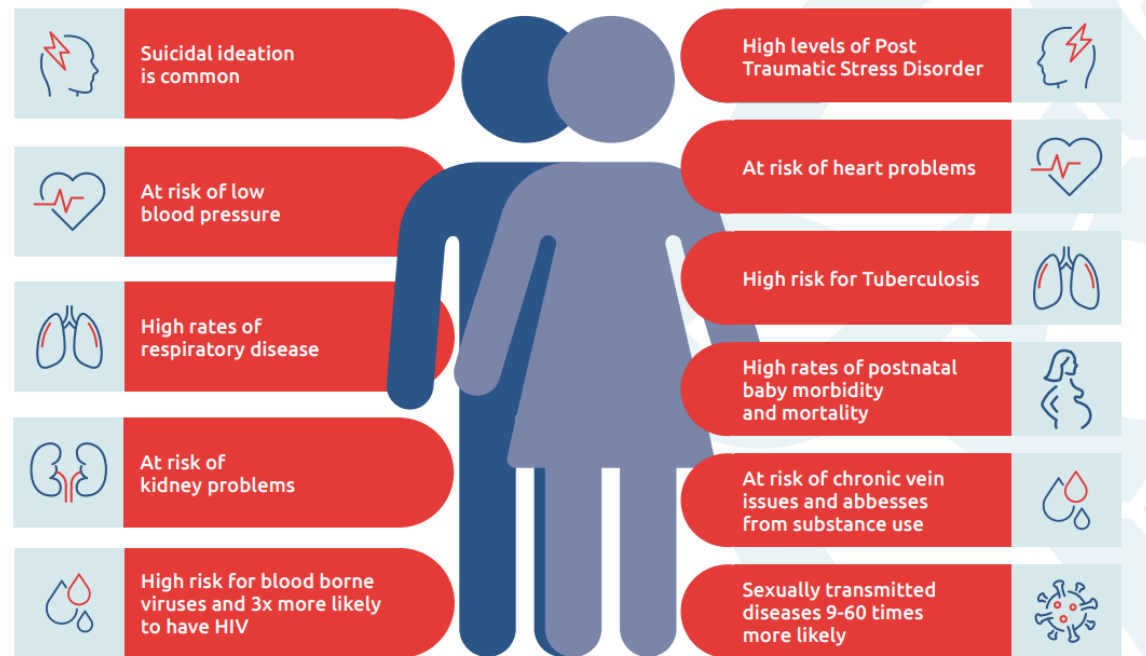 Suicidal ideation
is common
At risk of low
blood pressure
High rates of
respiratory disease
At risk of
kidney problems
High risk for blood borne
viruses and 3x more likely
to have HIV
High levels of Post
Traumatic Stress Disorder
At risk of heart problems
High risk for Tuberculosis
High rates of postnatal
baby morbidity
and mortality
At risk of chronic vein
issues and abbesses
from substance use
Sexually transmitted
diseases 9-60 times
more likely